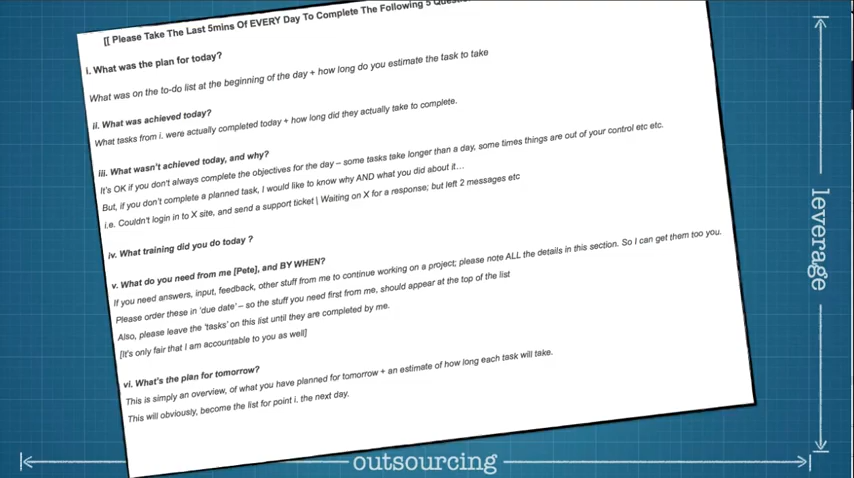 [[ Please Take The Last 5mins Of EVERY Day To Complete The Following 5
i. What was the plan for today?
What was on the to-do list at the beginning of the day + how long do you estimate the task to take
ii. What was achieved today?
What tasks from i. were actually completed today + how long did they actually take to complete.
iii. What wasn't achieved today, and why?
It's OK if you don't always complete the objectives for the day – some tasks take longer than a day, some times things are out of your control etc etc.
But, if you don't complete a planned task, I would like to know why AND what you did about it…
i.e. Couldn't login in to X site, and send a support ticket | Waiting on X for a response; but left 2 messages etc
iv. What training did you do today ?
v. What do you need from me [Pete], and BY WHEN?
If you need answers, input, feedback, other stuff from me to continue working on a project; please note ALL the details in this section. So I can get them too you.
Please order these in 'due date' – so the stuff you need first from me, should appear at the top of the list
Also, please leave the 'tasks' on this list until they are completed by me.
[It's only fair that I am accountable to you as well]
vi. What's the plan for tomorrow?
This is simply an overview, of what you have planned for tomorrow + an estimate of how long each task will take.
This will obviously, become the list for point i. the next day.
leverage
outsourcing